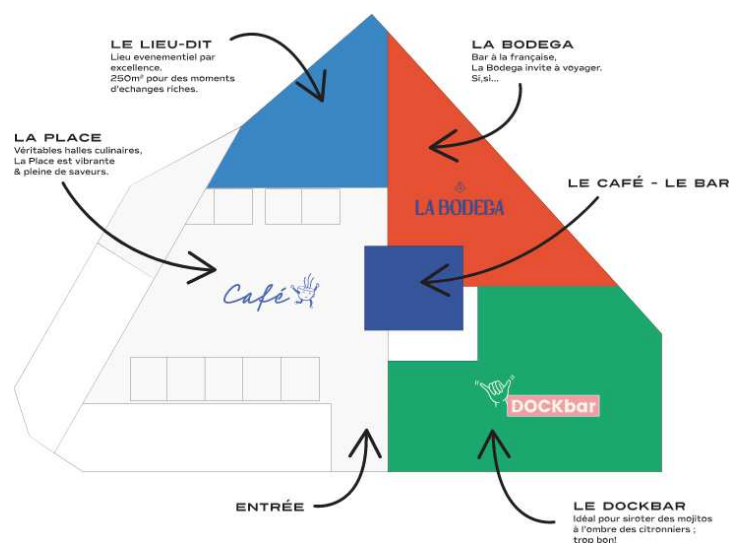 LE LIEU-DIT
Lieu evenementiel par
excellence.
250m² pour des moments
d'echanges riches.
LA BODEGA
Bar à la française,
La Bodega invite à voyager.
Si,si...
LA PLACE
Véritables halles culinaires,
La Place est vibrante
& pleine de saveurs.
LE CAFÉ - LE BAR
LA BODEGA
Café
DOCKbar
ENTRÉE
LE DOCKBAR
Idéal pour siroter des mojitos
à l'ombre des citronniers ;
trop bon!